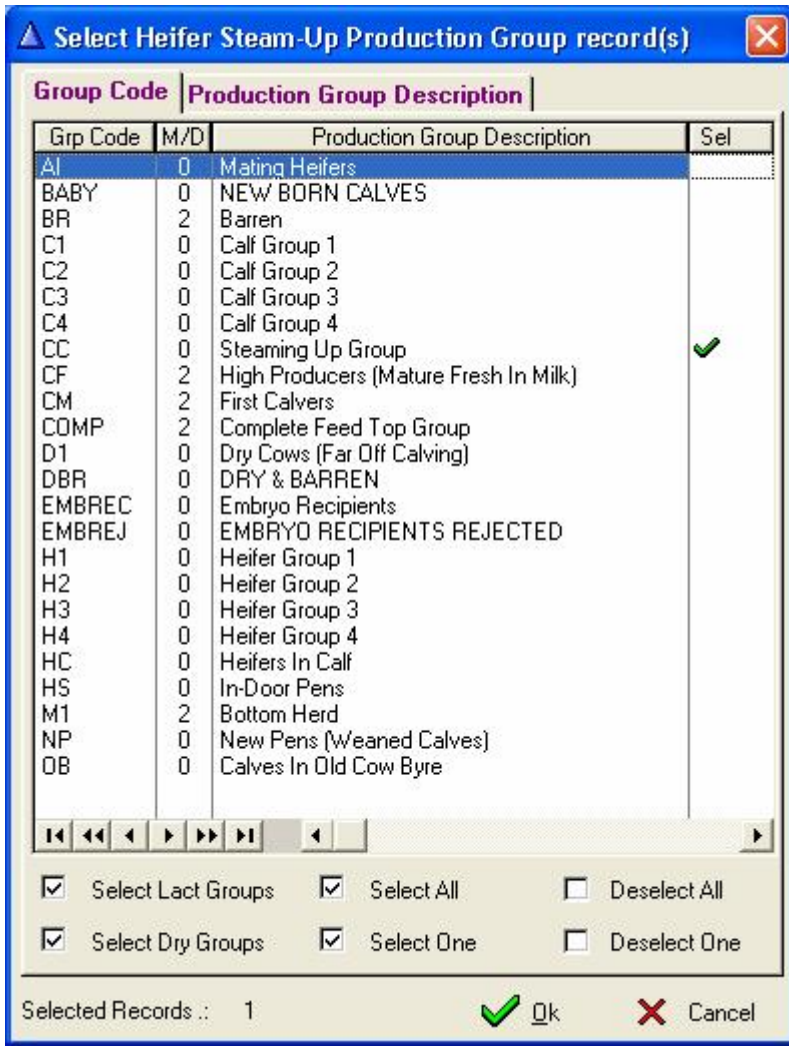 Select Heifer Steam-Up Production Group record(s)
Group Code Production Group Description
Grp Code M/D Production Group Description Sel
AI 0 Mating Heifers
BABY 0 NEW BORN CALVES
BR 2 Barren
C1 0 Calf Group 1
C2 0 Calf Group 2
C3 0 Calf Group 3
C4 0 Calf Group 4
CC 0 Steaming Up Group
CF 2 High Producers (Mature Fresh In Milk)
CM 2 First Calvers
COMP 2 Complete Feed Top Group
D1 0 Dry Cows (Far Off Calving)
DBR 0 DRY & BARREN
EMBREC 0 Embryo Recipients
EMBREJ 0 EMBRYO RECIPIENTS REJECTED
H1 0 Heifer Group 1
H2 0 Heifer Group 2
H3 0 Heifer Group 3
H4 0 Heifer Group 4
HC 0 Heifers In Calf
HS 0 In-Door Pens
M1 2 Bottom Herd
NP 0 New Pens (Weaned Calves)
OB 0 Calves In Old Cow Byre
Select Lact Groups Select All Deselect All
Select Dry Groups Select One Deselect One
Selected Records .: 1 Ok Cancel